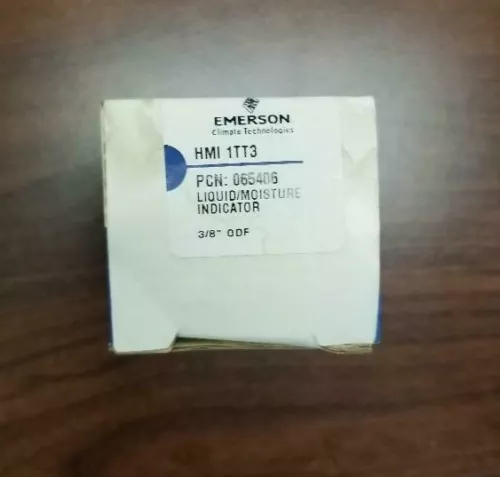 EMERSON
Climate Technologies
HMI 1TT3
PCN: 065406
LIQUID/MOISTURE
INDICATOR
3/8" ODF